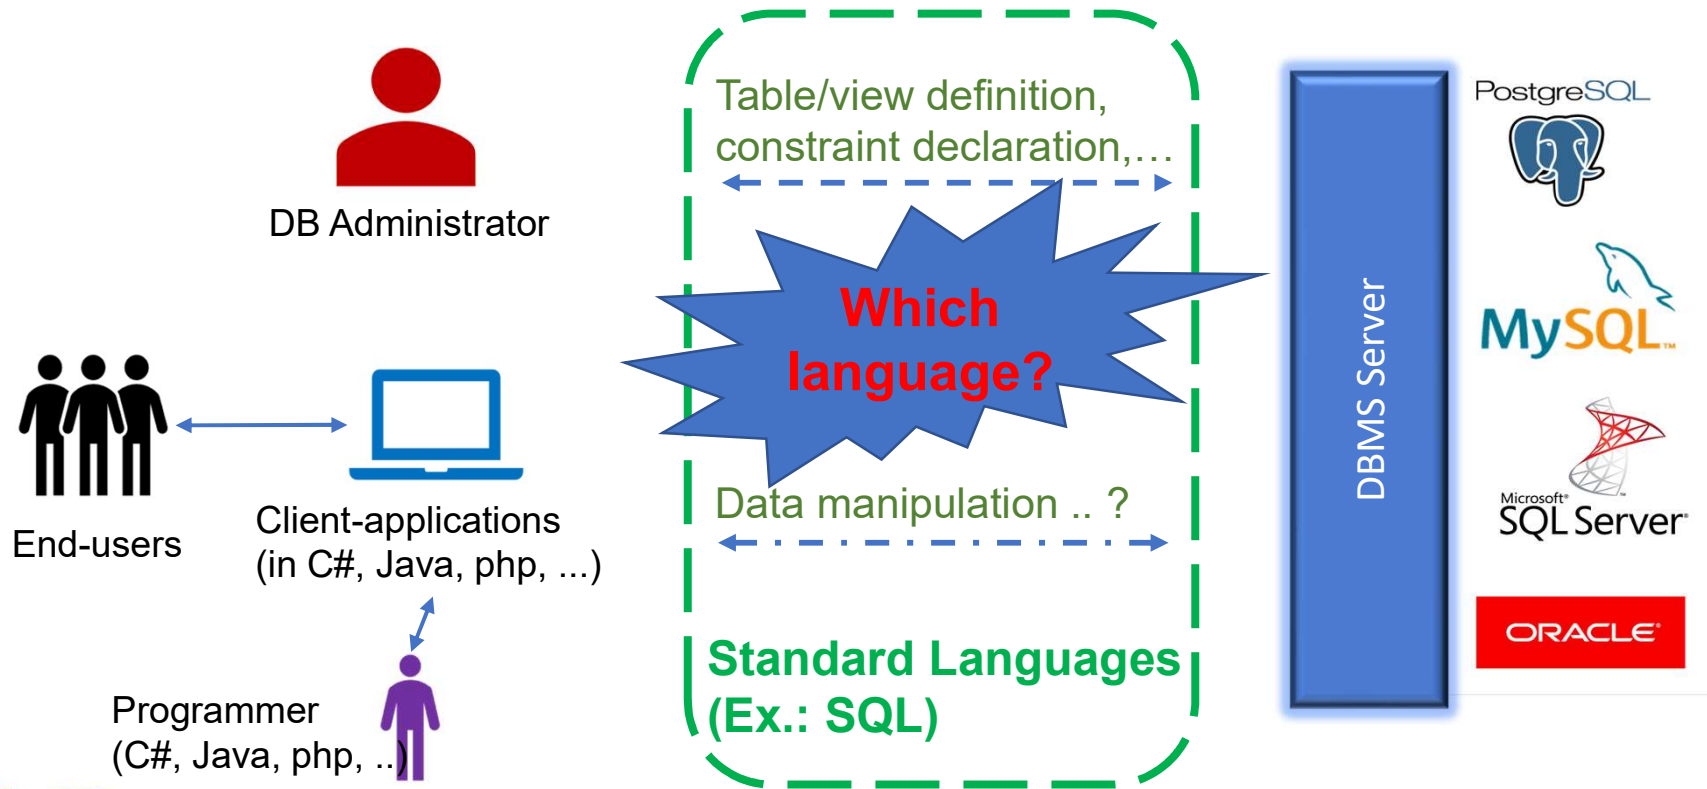 DB Administrator
End-users
Client-applications
(in C#, Java, php, ...)
Programmer
(C#, Java, php, ..)
Table/view definition,
constraint declaration,...
Which
language?
Data manipulation .. ?
Standard Languages
(Ex.: SQL)
DBMS Server
PostgreSQL
MySQL™
Microsoft®
SQL Server®
ORACLE®